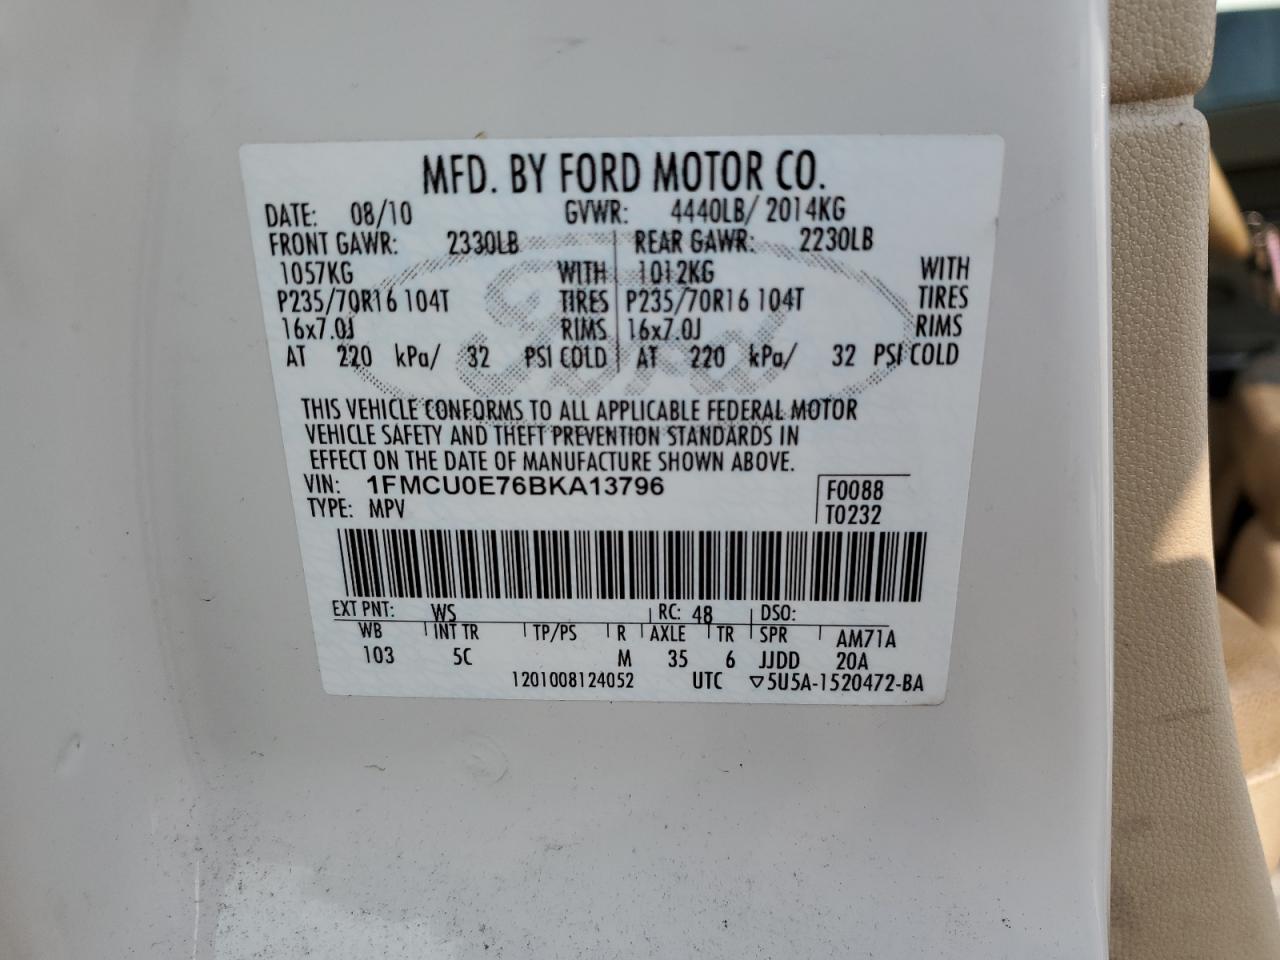 MFD. BY FORD MOTOR CO.
DATE: 08/10 GVWR: 4440LB/ 2014KG
FRONT GAWR: 2330LB REAR GAWR: 2230LB
1057KG WITH 1012KG WITH
P235/70R16 104T TIRES P235/70R16 104T TIRES
16x7.0J RIMS 16x7.0J RIMS
AT 220 kPa/ 32 PSI COLD AT 220 kPa/ 32 PSI COLD
Ford
THIS VEHICLE CONFORMS TO ALL APPLICABLE FEDERAL MOTOR
VEHICLE SAFETY AND THEFT PREVENTION STANDARDS IN
EFFECT ON THE DATE OF MANUFACTURE SHOWN ABOVE.
VIN: 1FMCU0E76BKA13796 F0088
TYPE: MPV T0232
EXT PNT: WS RC: 48 DSO:
WB INT TR TP/PS R AXLE TR SPR AM71A
103 5C M 35 6 JJDD 20A
1201008124052 UTC ▽5U5A-1520472-BA